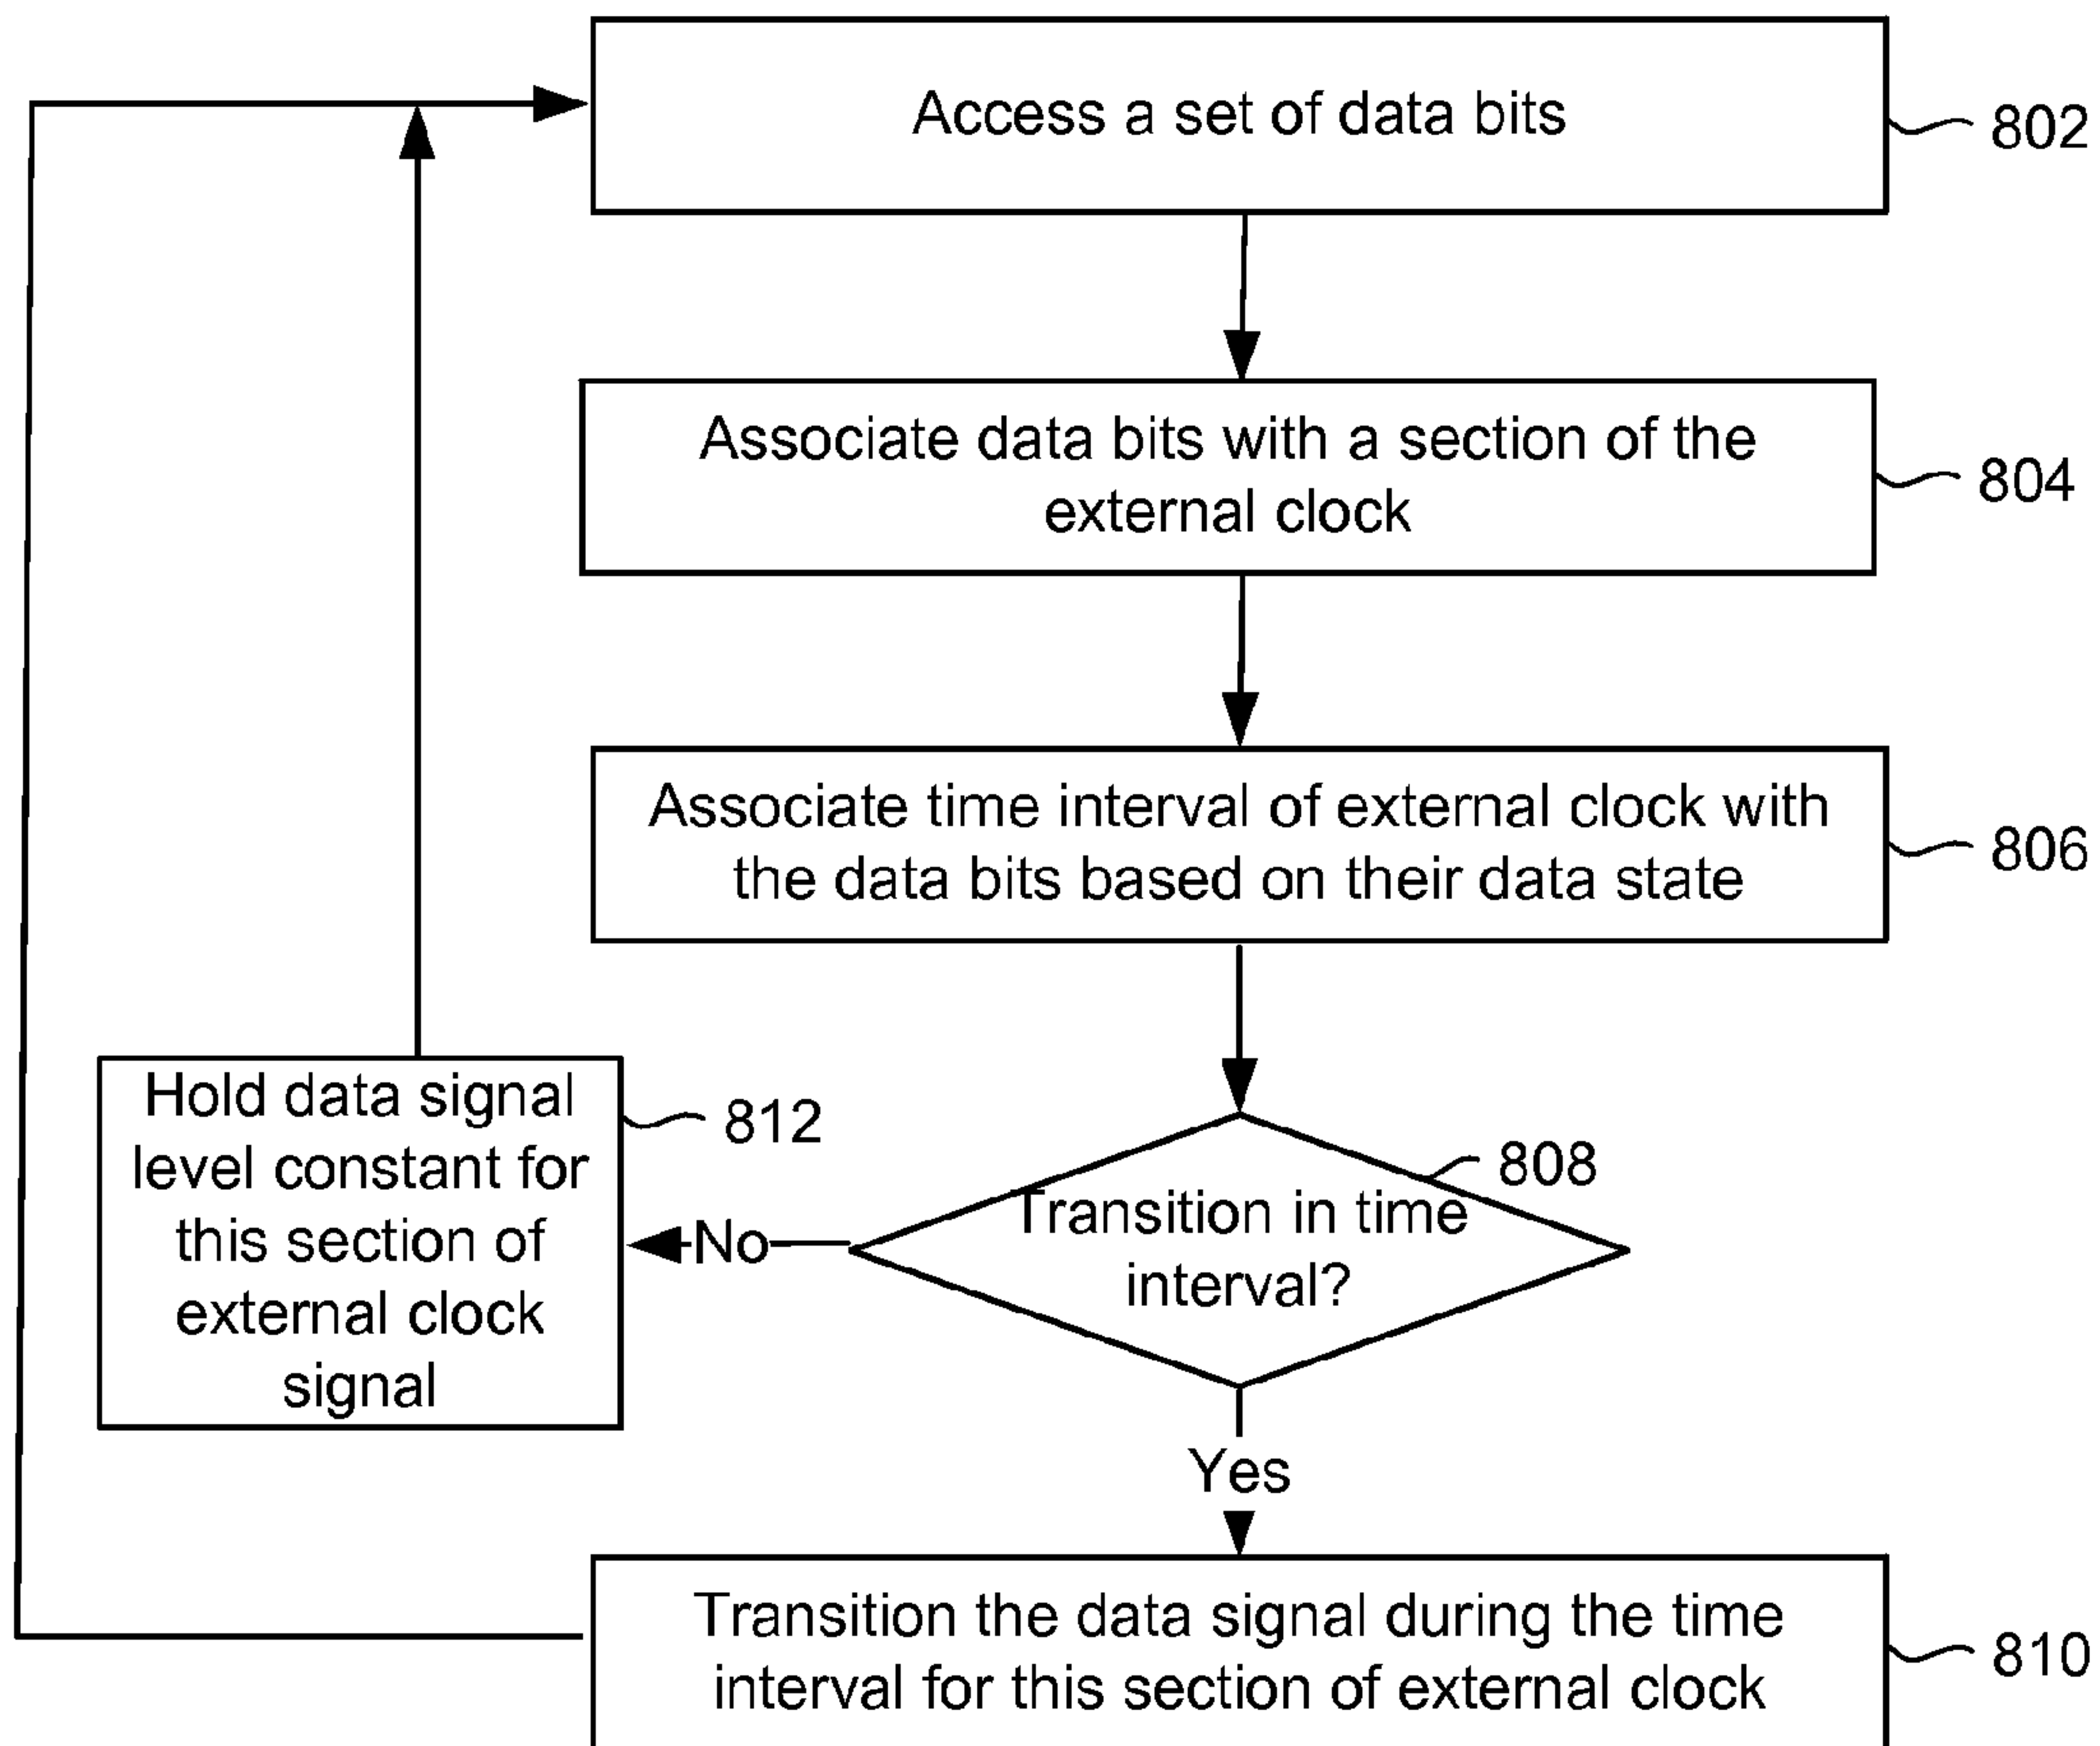 Access a set of data bits
802
Associate data bits with a section of the
external clock
804
Associate time interval of external clock with
the data bits based on their data state
806
Hold data signal
level constant for
this section of
external clock
signal
812
808
Transition in time
interval?
No
Yes
Transition the data signal during the time
interval for this section of external clock
810